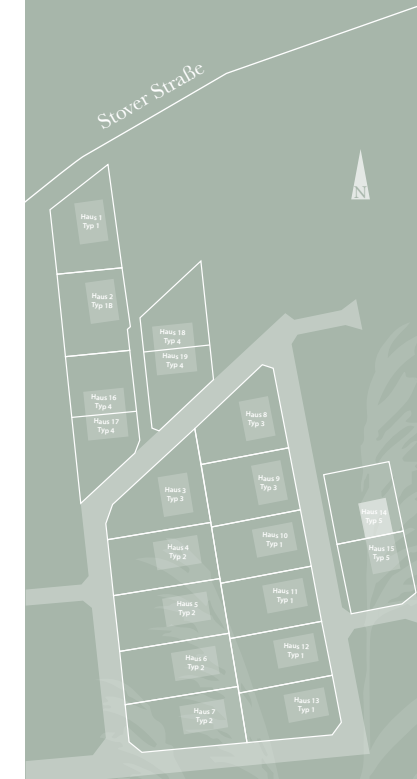 Stover Straße
N
Haus 1
Typ 1
Haus 2
Typ 1B
Haus 18
Typ 4
Haus 19
Typ 4
Haus 16
Typ 4
Haus 17
Typ 4
Haus 8
Typ 3
Haus 3
Typ 3
Haus 9
Typ 3
Haus 14
Typ 5
Haus 4
Typ 2
Haus 10
Typ 1
Haus 15
Typ 5
Haus 5
Typ 2
Haus 11
Typ 1
Haus 6
Typ 2
Haus 12
Typ 1
Haus 7
Typ 2
Haus 13
Typ 1